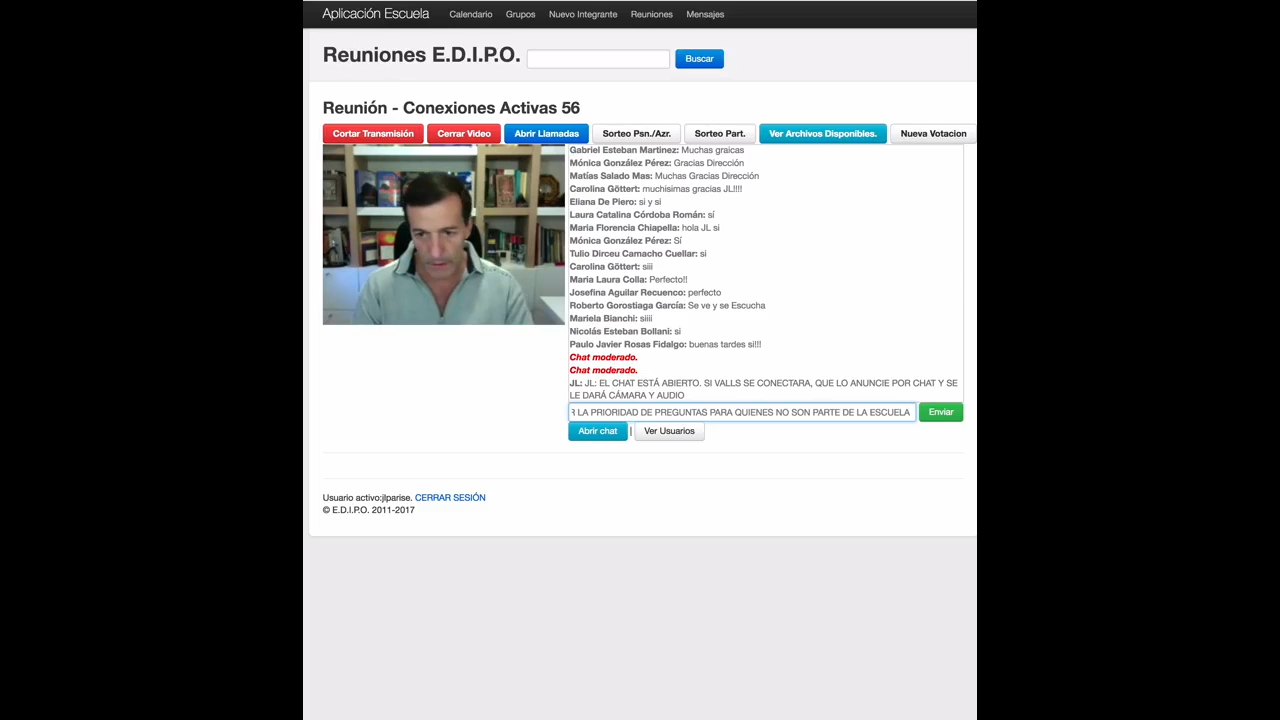 Aplicación Escuela Calendario Grupos Nuevo Integrante Reuniones Mensajes
Reuniones E.D.I.P.O. Buscar
Reunión - Conexiones Activas 56
Cortar Transmisión Cerrar Video Abrir Llamadas Sorteo Psn./Azr. Sorteo Part. Ver Archivos Disponibles. Nueva Votacion
Gabriel Esteban Martinez: Muchas graicas
Mónica González Pérez: Gracias Dirección
Matías Salado Mas: Muchas Gracias Dirección
Carolina Göttert: muchisimas gracias JL!!!!
Eliana De Piero: si y si
Laura Catalina Córdoba Román: sí
Maria Florencia Chiapella: hola JL si
Mónica González Pérez: Sí
Tulio Dirceu Camacho Cuellar: si
Carolina Göttert: siii
Maria Laura Colla: Perfecto!!
Josefina Aguilar Recuenco: perfecto
Roberto Gorostiaga García: Se ve y se Escucha
Mariela Bianchi: siiii
Nicolás Esteban Bollani: si
Paulo Javier Rosas Fidalgo: buenas tardes si!!!
Chat moderado.
Chat moderado.
JL: JL: EL CHAT ESTÁ ABIERTO. SI VALLS SE CONECTARA, QUE LO ANUNCIE POR CHAT Y SE
LE DARÁ CÁMARA Y AUDIO
R LA PRIORIDAD DE PREGUNTAS PARA QUIENES NO SON PARTE DE LA ESCUELA Enviar
Abrir chat | Ver Usuarios
Usuario activo:jlparise. CERRAR SESIÓN
© E.D.I.P.O. 2011-2017